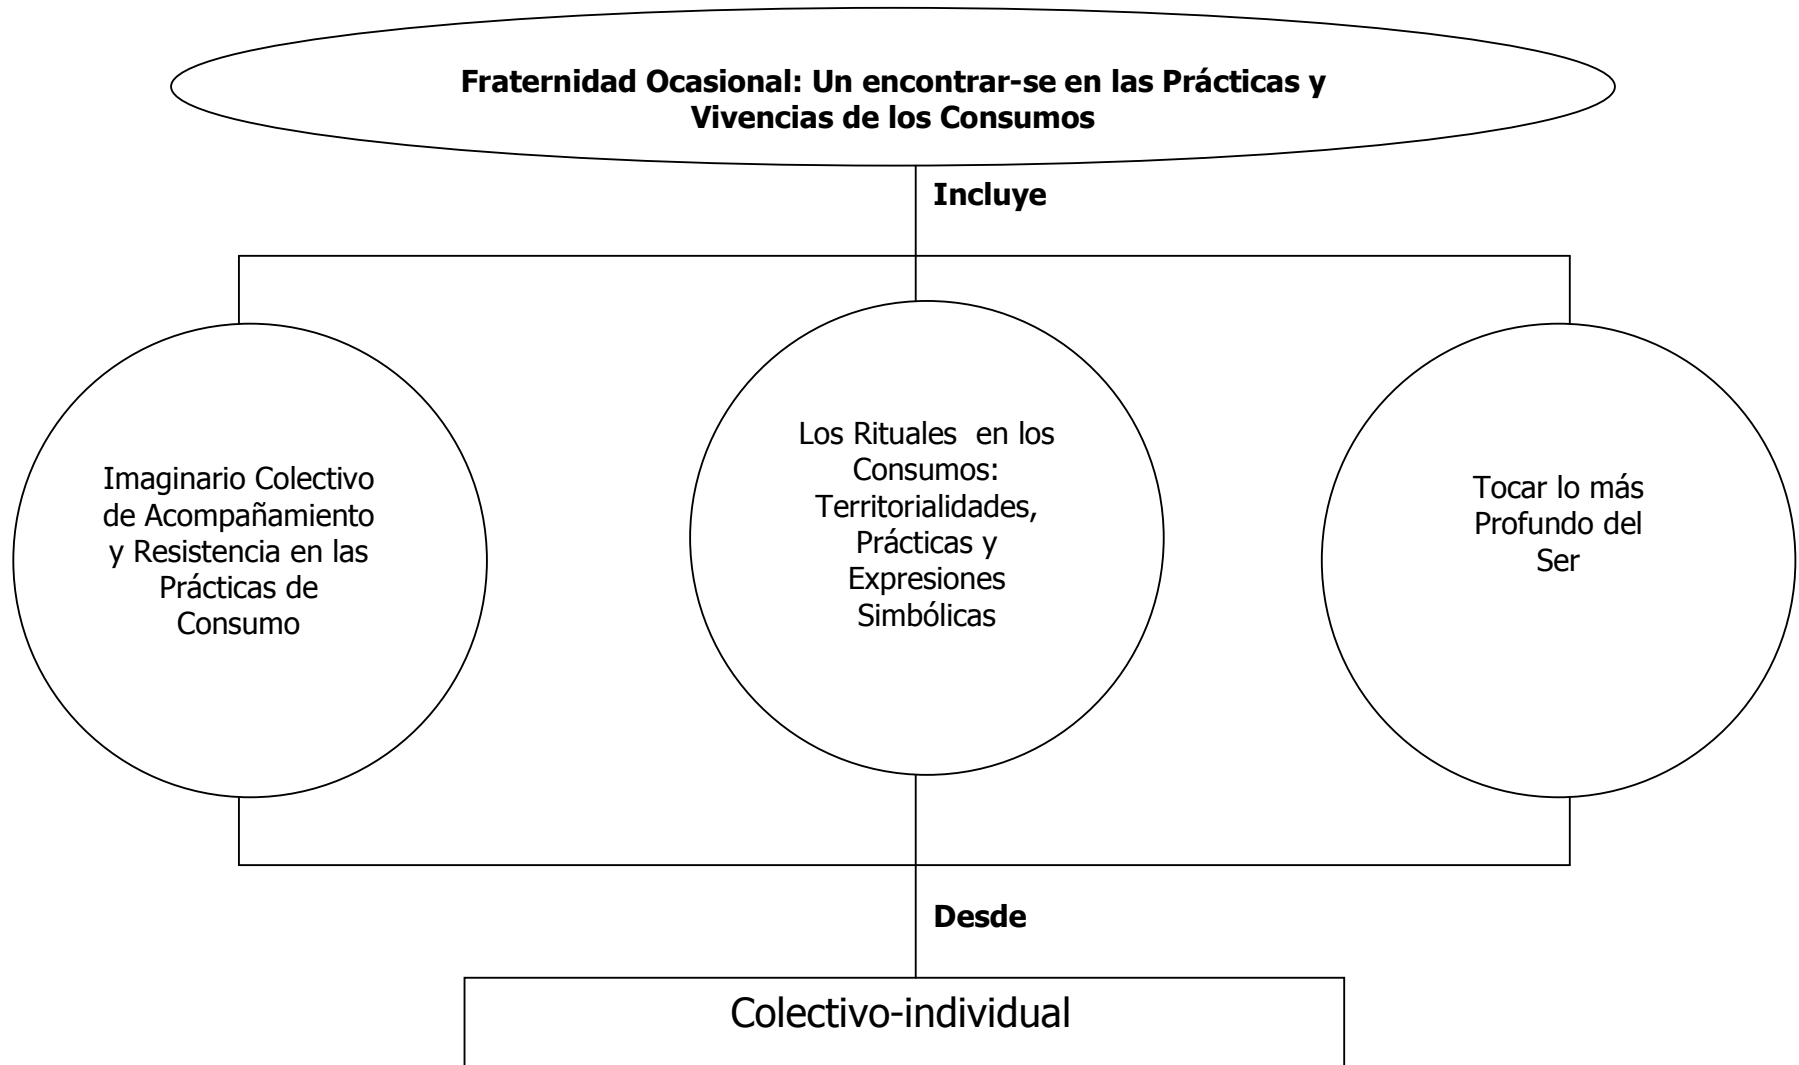 Fraternidad Ocasional: Un encontrar-se en las Prácticas y
Vivencias de los Consumos
Incluye
Imaginario Colectivo
de Acompañamiento
y Resistencia en las
Prácticas de
Consumo
Los Rituales  en los
Consumos:
Territorialidades,
Prácticas y
Expresiones
Simbólicas
Tocar lo más
Profundo del
Ser
Desde
Colectivo-individual